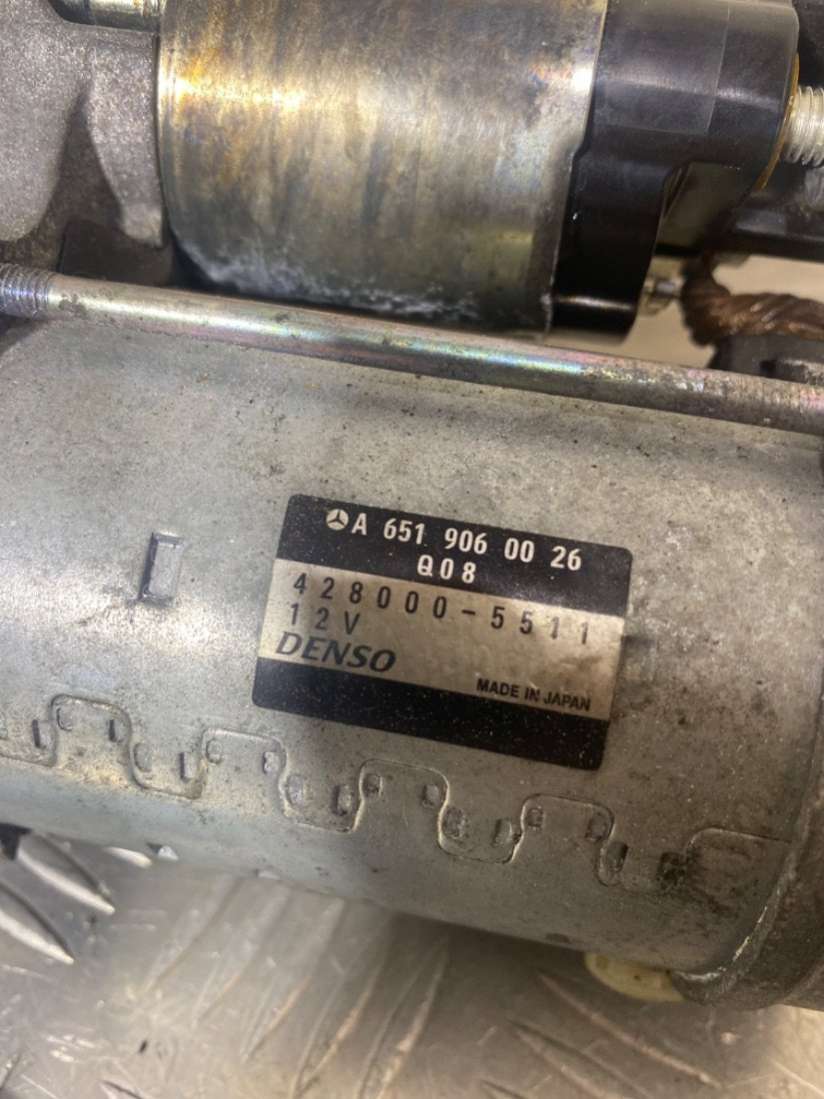 A 651 906 00 26
Q08
428000-5511
12V
DENSO
MADE IN JAPAN